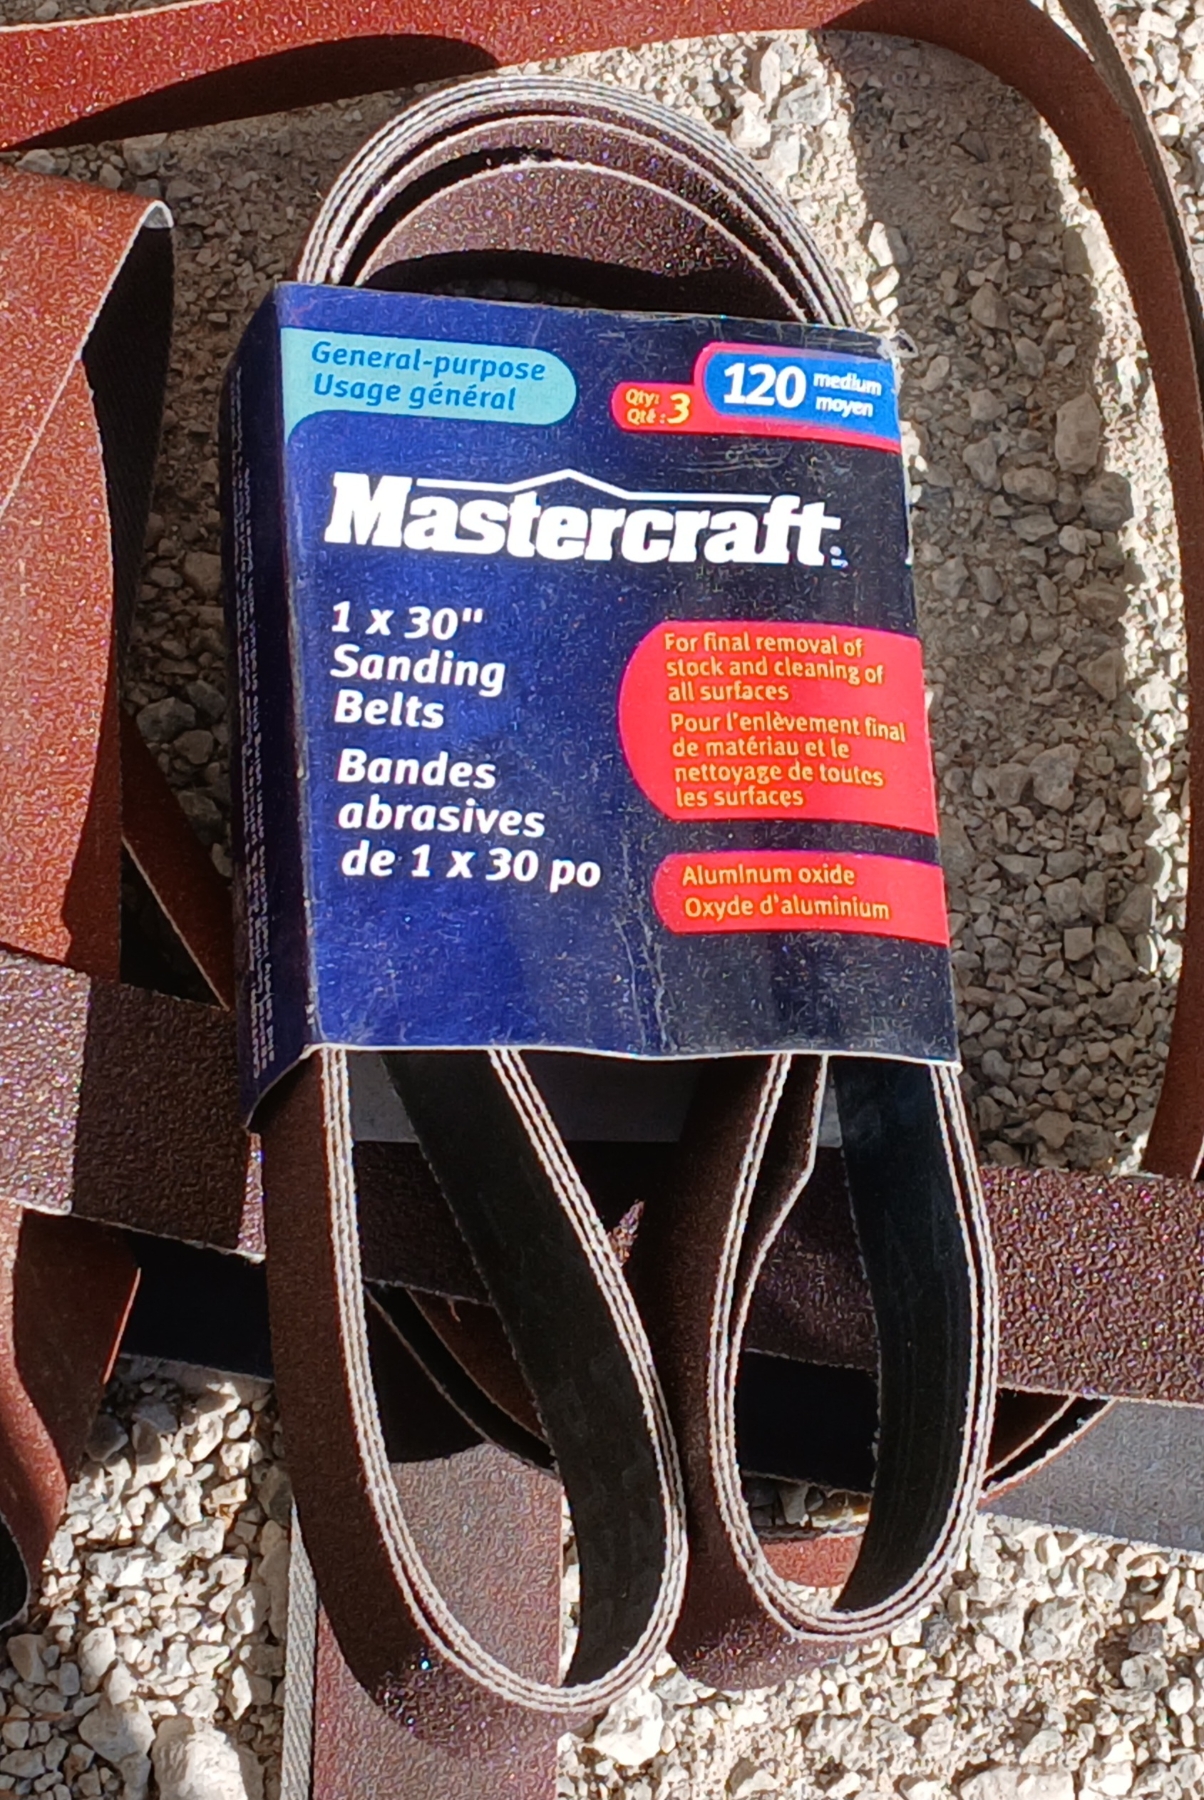 General-purpose
Usage général
Qty: 3
Qté :
120 medium
moyen
Mastercraft
1 x 30"
Sanding
Belts
Bandes
abrasives
de 1 x 30 po
For final removal of
stock and cleaning of
all surfaces
Pour l'enlèvement final
de matériau et le
nettoyage de toutes
les surfaces
Aluminum oxide
Oxyde d'aluminium